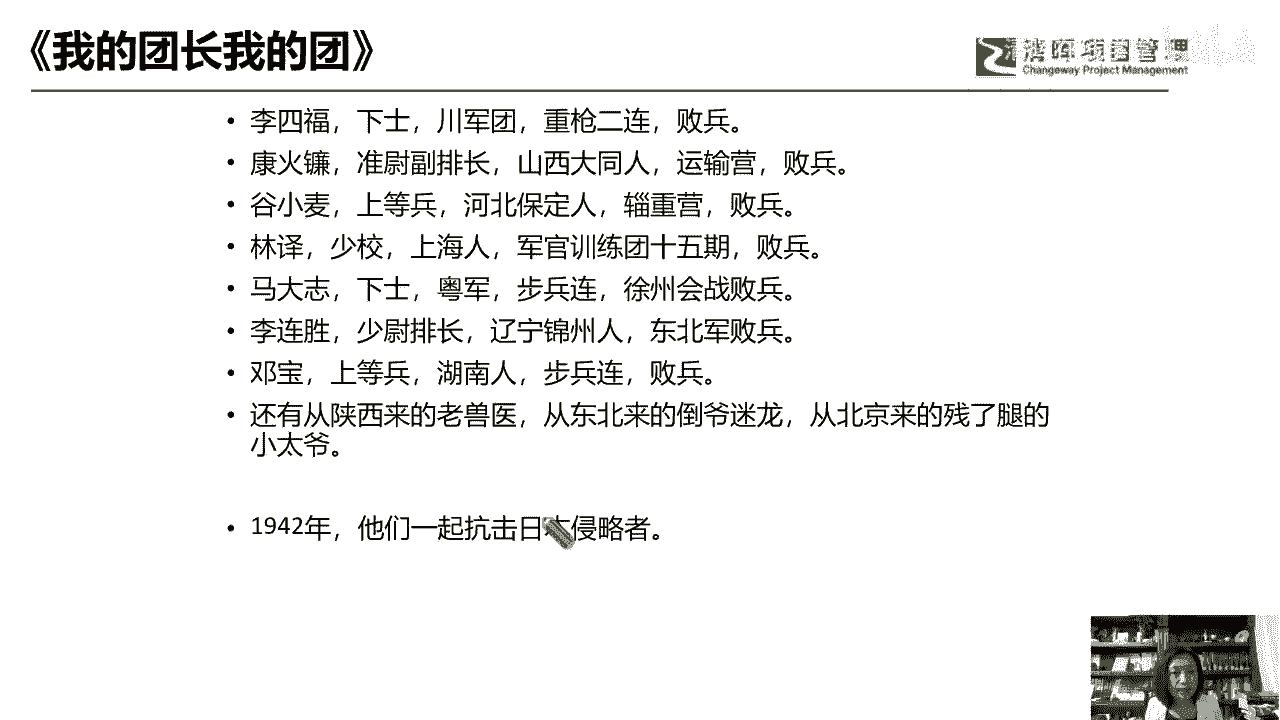 《我的团长我的团》
Changeway Project Management
李四福，下士，川军团，重枪二连，败兵。
康火镰，准尉副排长，山西大同人，运输营，败兵。
谷小麦，上等兵，河北保定人，辎重营，败兵。
林译，少校，上海人，军官训练团十五期，败兵。
马大志，下士，粤军，步兵连，徐州会战败兵。
李连胜，少尉排长，辽宁锦州人，东北军败兵。
邓宝，上等兵，湖南人，步兵连，败兵。
还有从陕西来的老兽医，从东北来的倒爷迷龙，从北京来的残了腿的
小太爷。
1942年，他们一起抗击日本侵略者。